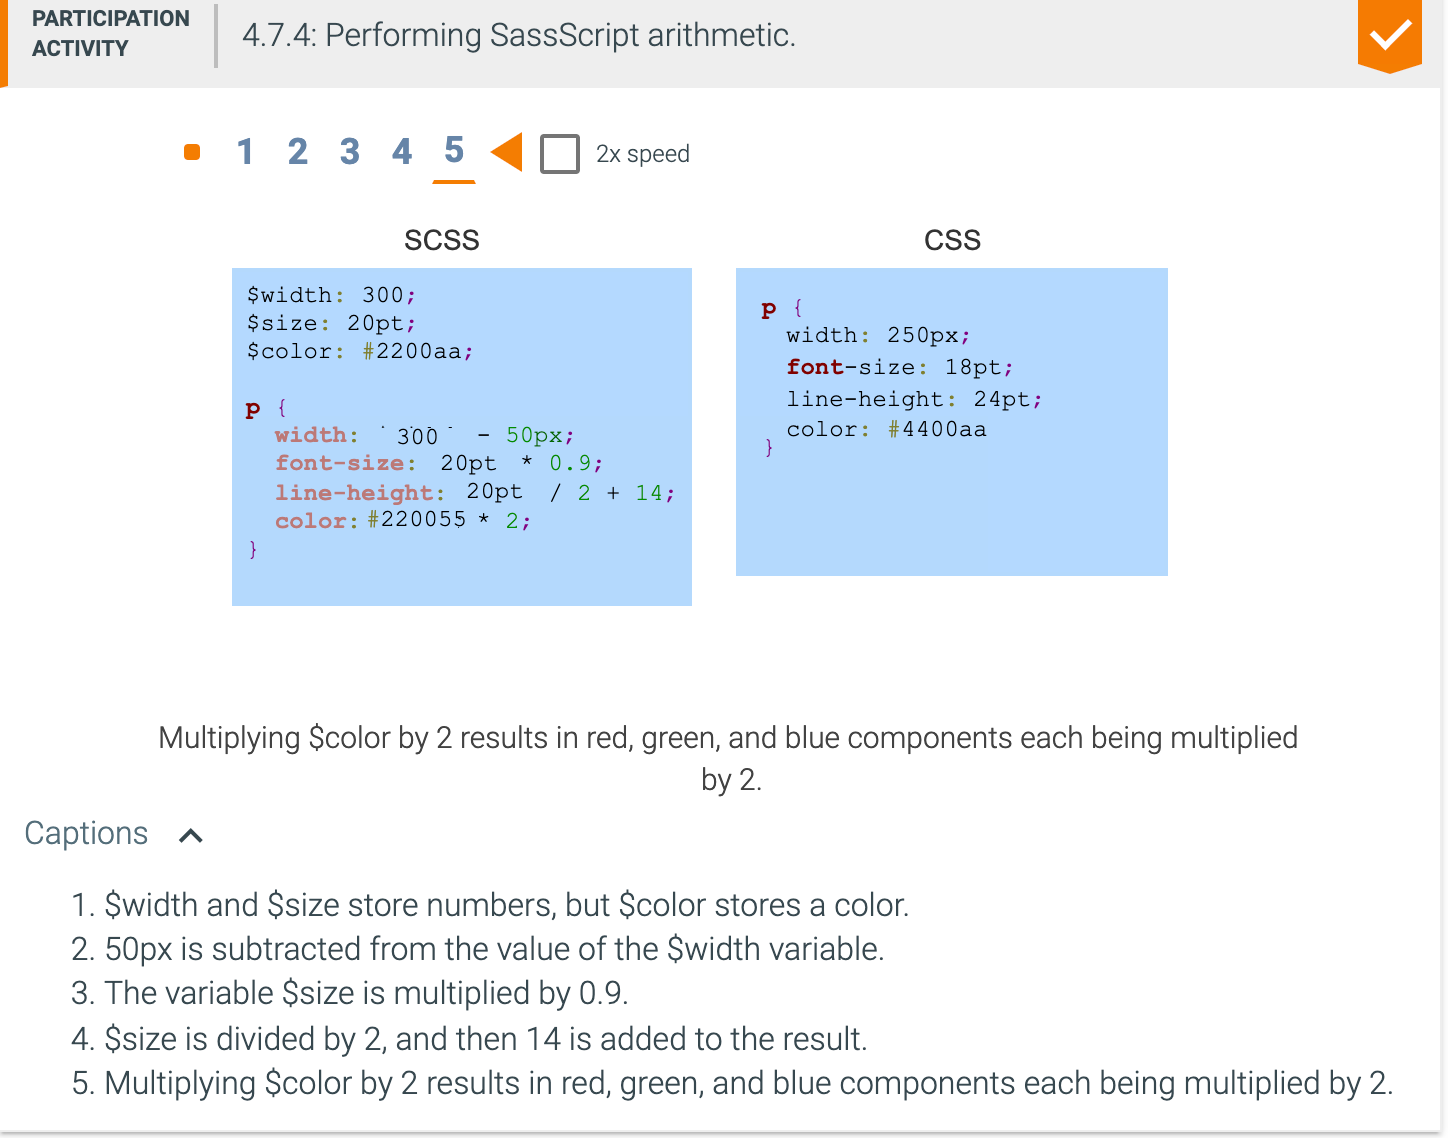 PARTICIPATION
ACTIVITY
4.7.4: Performing SassScript arithmetic.
1 2 3 4 5 2x speed
SCSS
$width: 300;
$size: 20pt;
$color: #2200aa;
p {
width: 300 - 50px;
font-size: 20pt * 0.9;
line-height: 20pt / 2 + 14;
color: #220055 * 2;
}
CSS
p {
width: 250px;
font-size: 18pt;
line-height: 24pt;
color: #4400aa
}
Multiplying $color by 2 results in red, green, and blue components each being multiplied
by 2.
Captions
1. $width and $size store numbers, but $color stores a color.
2. 50px is subtracted from the value of the $width variable.
3. The variable $size is multiplied by 0.9.
4. $size is divided by 2, and then 14 is added to the result.
5. Multiplying $color by 2 results in red, green, and blue components each being multiplied by 2.